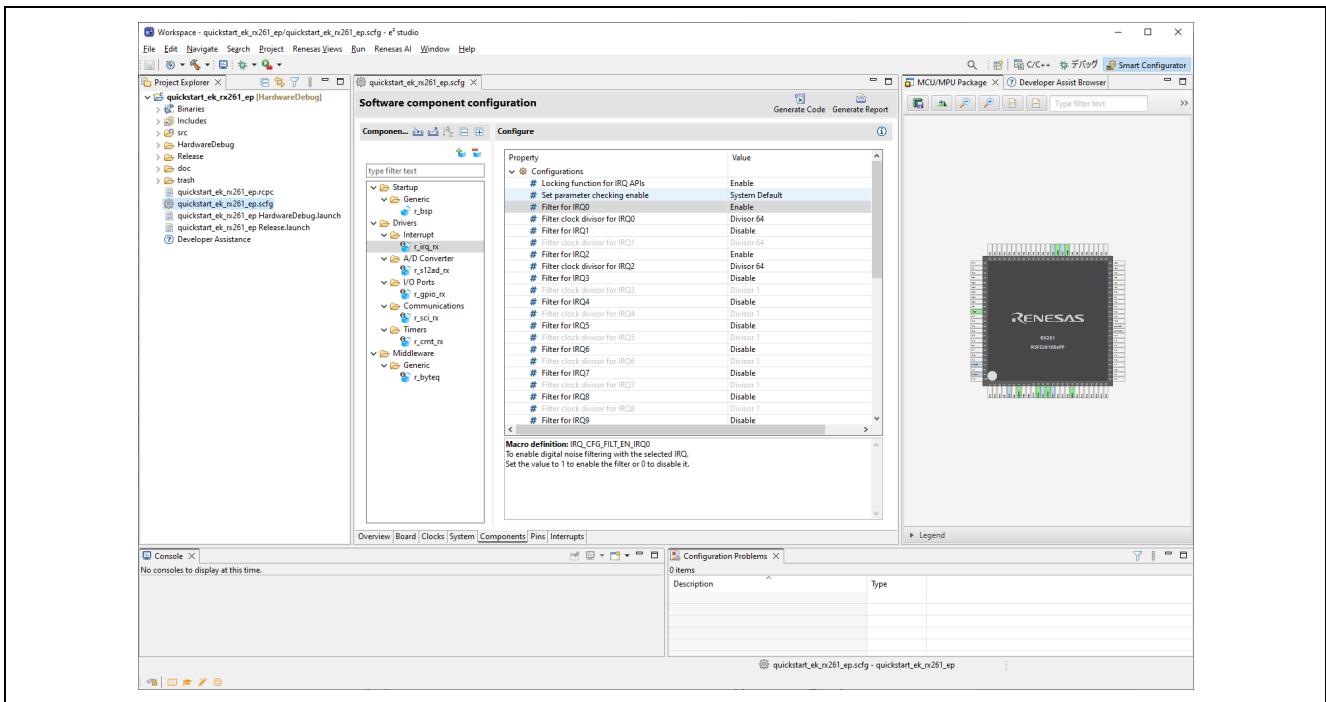 Workspace - quickstart_ek_rx261_ep/quickstart_ek_rx261_ep.scfg - e² studio
File Edit Navigate Search Project Renesas Views Run Renesas AI Window Help
C/C++ デバッグ Smart Configurator
Project Explorer
quickstart_ek_rx261_ep [HardwareDebug]
Binaries
Includes
src
HardwareDebug
Release
doc
trash
quickstart_ek_rx261_ep.rcpc
quickstart_ek_rx261_ep.scfg
quickstart_ek_rx261_ep HardwareDebug.launch
quickstart_ek_rx261_ep Release.launch
Developer Assistance
quickstart_ek_rx261_ep.scfg
Software component configuration
Generate Code Generate Report
Componen...
type filter text
Startup
Generic
r_bsp
Drivers
Interrupt
r_irq_rx
A/D Converter
r_s12ad_rx
I/O Ports
r_gpio_rx
Communications
r_sci_rx
Timers
r_cmt_rx
Middleware
Generic
r_byteq
Configure
Property Value
Configurations
# Locking function for IRQ APIs Enable
# Set parameter checking enable System Default
# Filter for IRQ0 Enable
# Filter clock divisor for IRQ0 Divisor 64
# Filter for IRQ1 Disable
# Filter clock divisor for IRQ1 Divisor 64
# Filter for IRQ2 Enable
# Filter clock divisor for IRQ2 Divisor 64
# Filter for IRQ3 Disable
# Filter clock divisor for IRQ3 Divisor 1
# Filter for IRQ4 Disable
# Filter clock divisor for IRQ4 Divisor 1
# Filter for IRQ5 Disable
# Filter clock divisor for IRQ5 Divisor 1
# Filter for IRQ6 Disable
# Filter clock divisor for IRQ6 Divisor 1
# Filter for IRQ7 Disable
# Filter clock divisor for IRQ7 Divisor 1
# Filter for IRQ8 Disable
# Filter clock divisor for IRQ8 Divisor 1
# Filter for IRQ9 Disable
Macro definition: IRQ_CFG_FILT_EN_IRQ0
To enable digital noise filtering with the selected IRQ.
Set the value to 1 to enable the filter or 0 to disable it.
Overview Board Clocks System Components Pins Interrupts
MCU/MPU Package Developer Assist Browser
Type filter text
RENESAS
RX261
Legend
Console
No consoles to display at this time.
Configuration Problems
0 items
Description Type
quickstart_ek_rx261_ep.scfg - quickstart_ek_rx261_ep